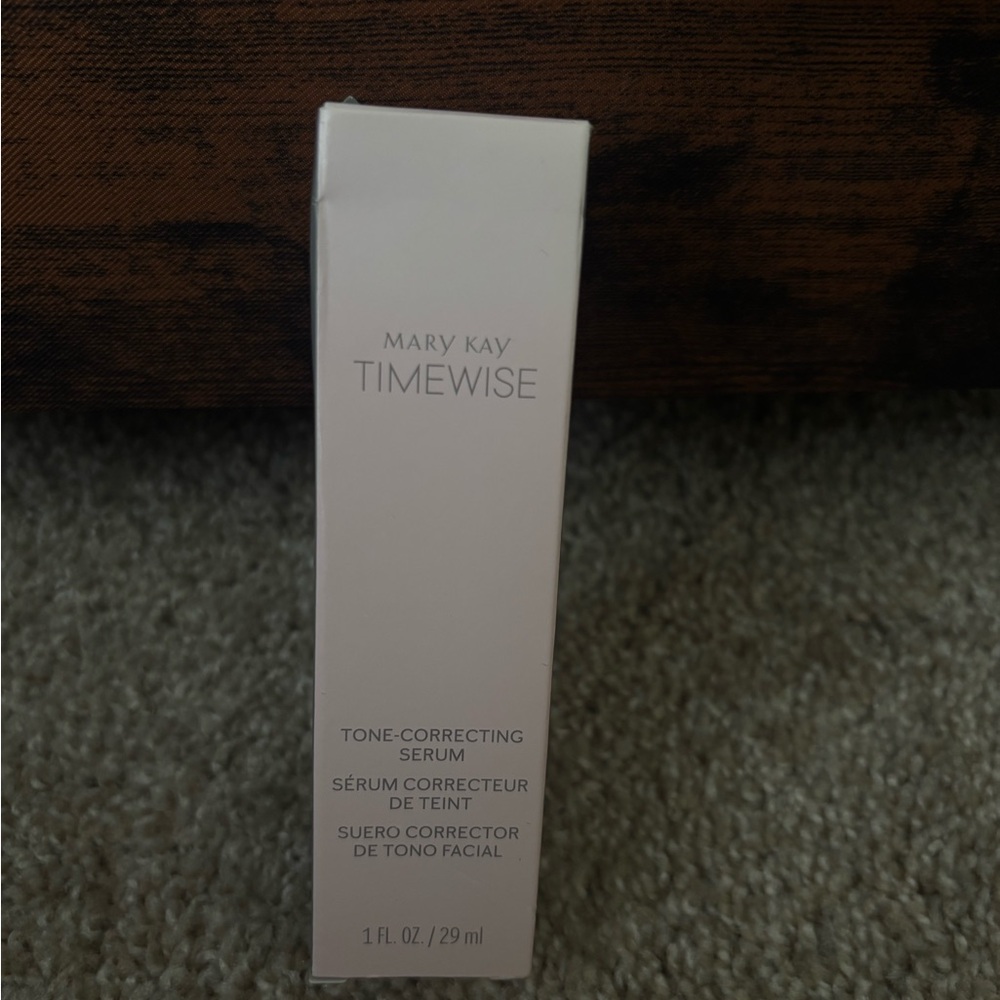 MARY KAY
TIMEWISE
TONE-CORRECTING
SERUM
SÉRUM CORRECTEUR
DE TEINT
SUERO CORRECTOR
DE TONO FACIAL
1 FL. OZ. / 29 ml